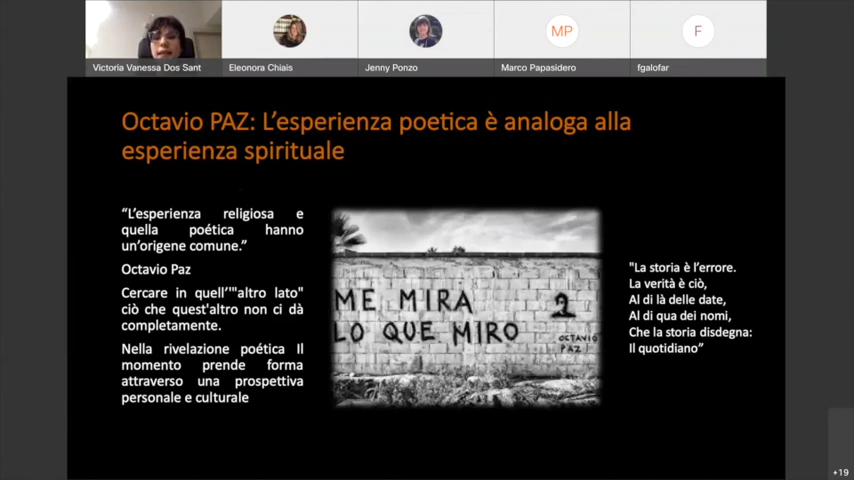 MP
F
Victoria Vanessa Dos Sant
Eleonora Chiais
Jenny Ponzo
Marco Papasidero
fgalofar
Octavio PAZ: L'esperienza poetica è analoga alla
esperienza spirituale
“L'esperienza religiosa e
quella poética hanno
un'origine comune.”
Octavio Paz
Cercare in quell'"altro lato"
ciò che quest'altro non ci dà
completamente.
Nella rivelazione poética Il
momento prende forma
attraverso una prospettiva
personale e culturale
ME MIRA
LO QUE MIRO
OCTAVIO
PAZ
"La storia è l'errore.
La verità è ciò,
Al di là delle date,
Al di qua dei nomi,
Che la storia disdegna:
Il quotidiano”
+19